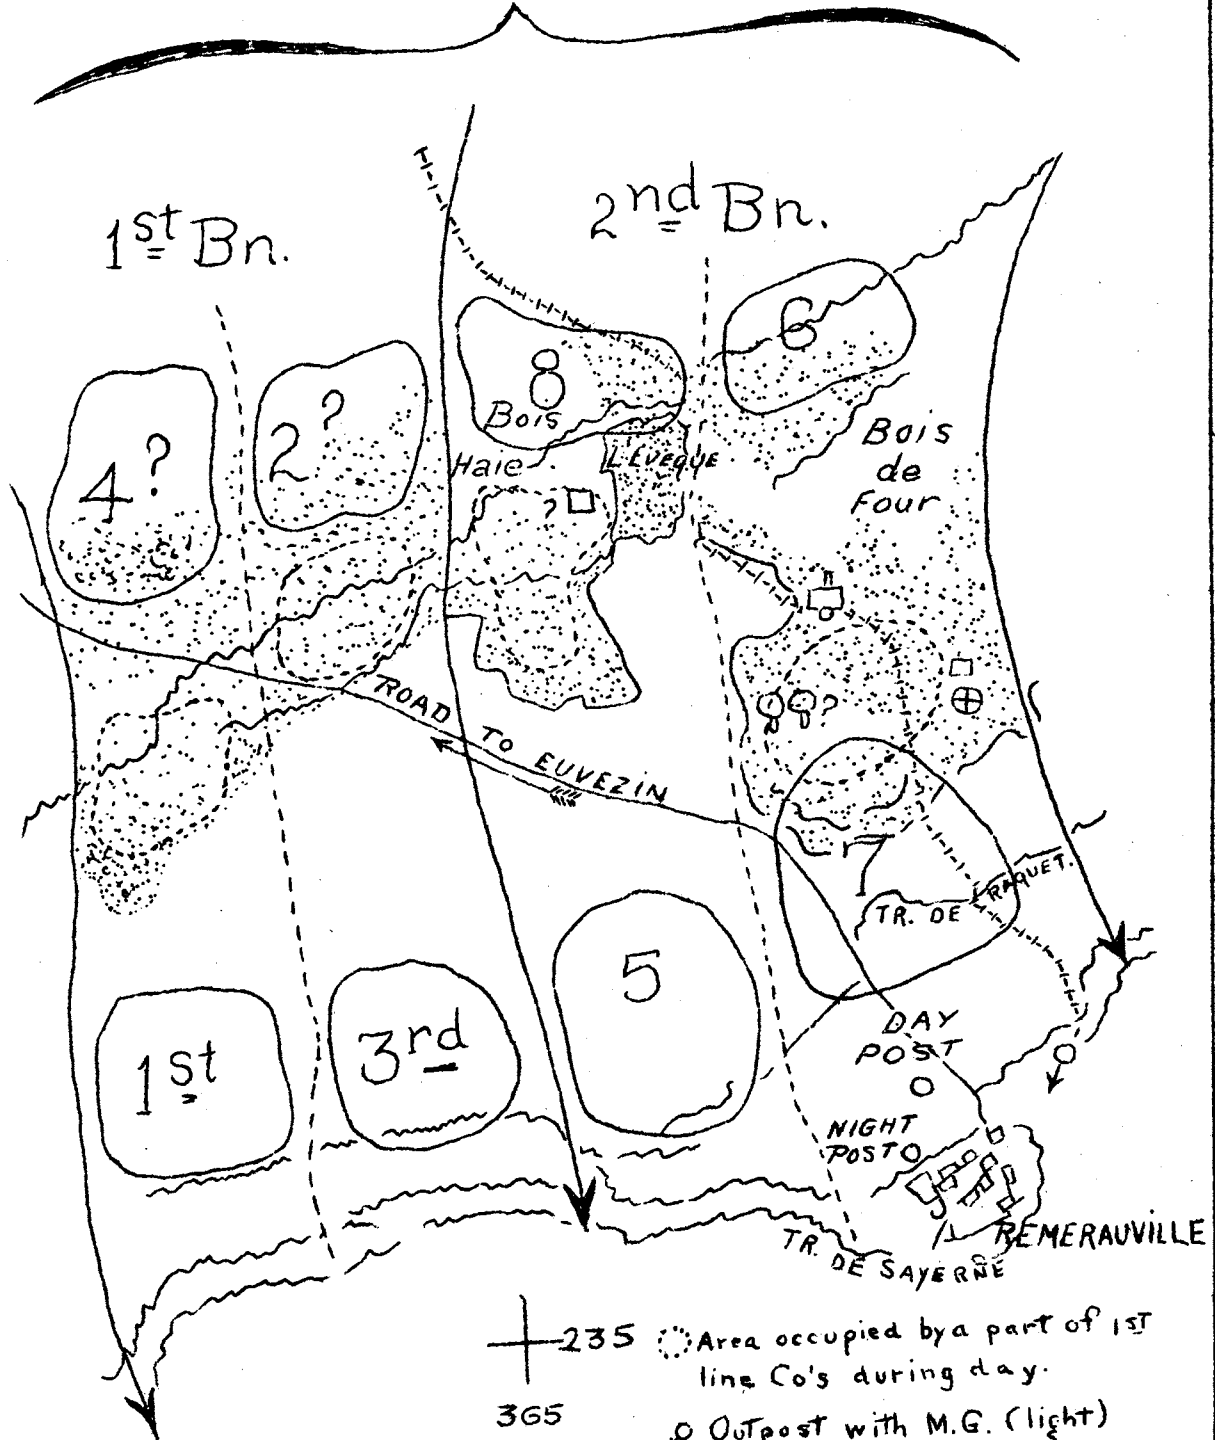 1st Bn.
2nd Bn.
6
8
Bois
Haie L'Eveque
2?
4?
?
Bois
de
Four
?
ROAD TO EUVEZIN
7
TR. DE RAQUET.
5
3rd
1st
DAY
POST
NIGHT
POST
REMERAUVILLE
TR. DE SAYERNE
235
365
Area occupied by a part of 1ST
line Co's during day.
Outpost with M.G. (light)